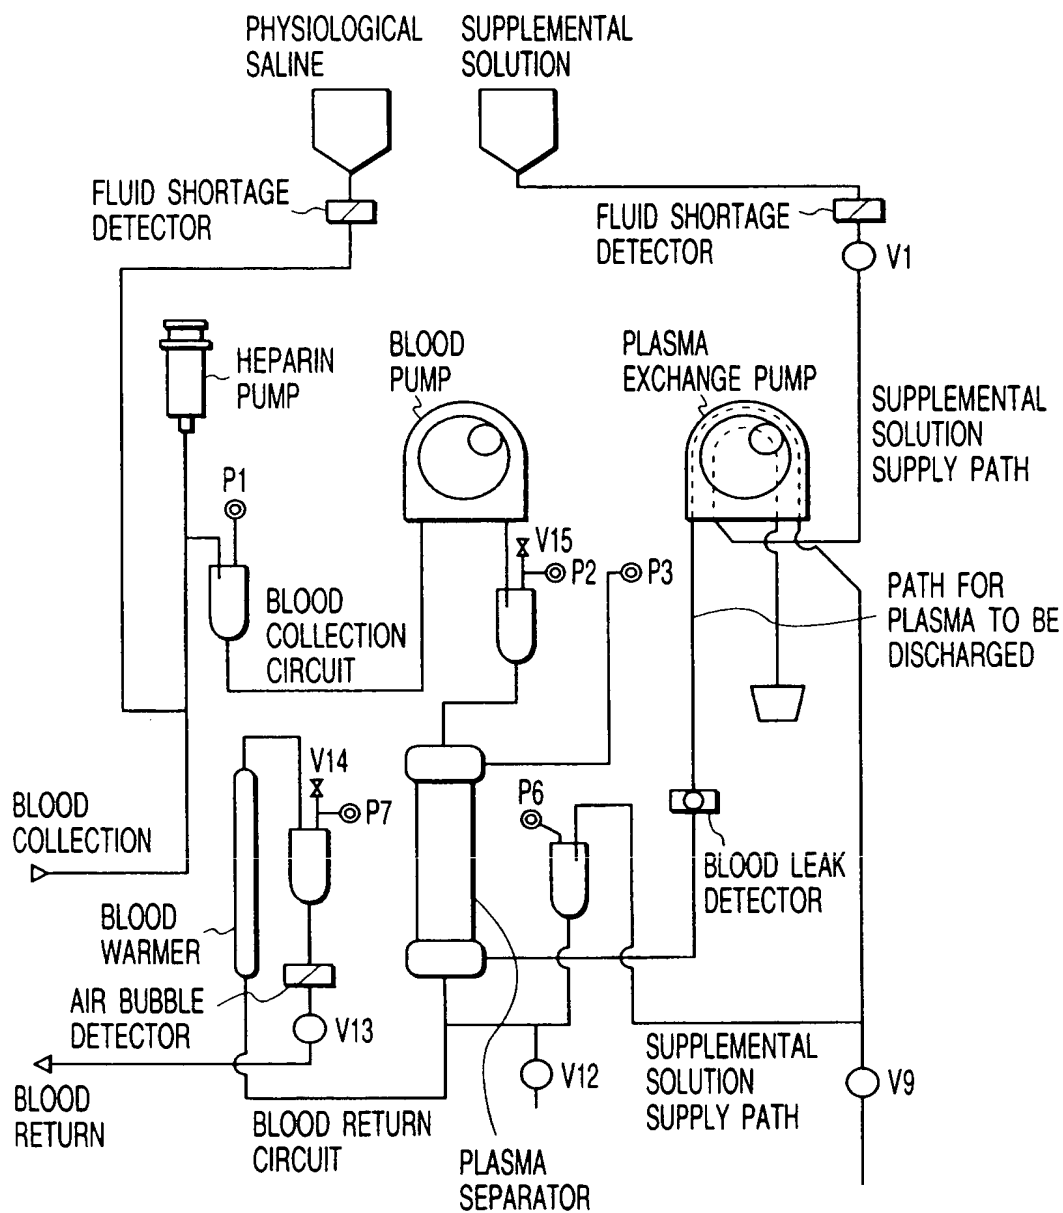 PHYSIOLOGICAL
SALINE
SUPPLEMENTAL
SOLUTION
FLUID SHORTAGE
DETECTOR
FLUID SHORTAGE
DETECTOR
V1
HEPARIN
PUMP
BLOOD
PUMP
PLASMA
EXCHANGE PUMP
SUPPLEMENTAL
SOLUTION
SUPPLY PATH
P1
V15
P2
P3
BLOOD
COLLECTION
CIRCUIT
PATH FOR
PLASMA TO BE
DISCHARGED
V14
P7
P6
BLOOD
COLLECTION
BLOOD LEAK
DETECTOR
BLOOD
WARMER
AIR BUBBLE
DETECTOR
V13
V12
SUPPLEMENTAL
SOLUTION
SUPPLY PATH
V9
BLOOD
RETURN
BLOOD RETURN
CIRCUIT
PLASMA
SEPARATOR